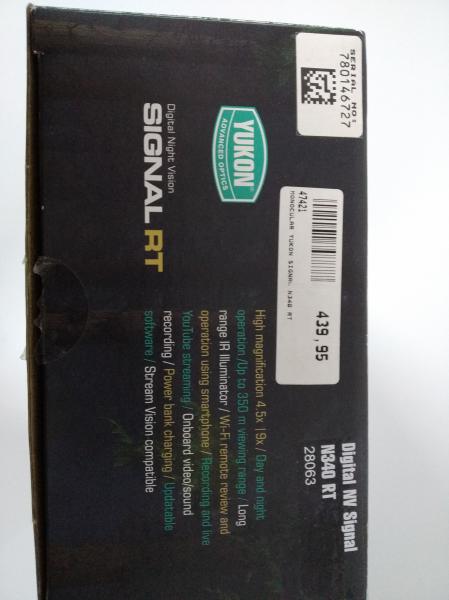 SERIAL NO:
780146727
YUKON
ADVANCED OPTICS
Digital Night Vision
SIGNAL RT
47421
MONOCULAR YUKON SIGNAL N340 RT
439,95
High magnification 4.5x | 9x / Day and night
operation / Up to 350 m viewing range / Long
range IR Illuminator / Wi-Fi remote review and
operation using smartphone / Recording and live
YouTube streaming / Onboard video/sound
recording / Power bank charging / Updatable
software / Stream Vision compatible
Digital NV Signal
N340 RT
28063